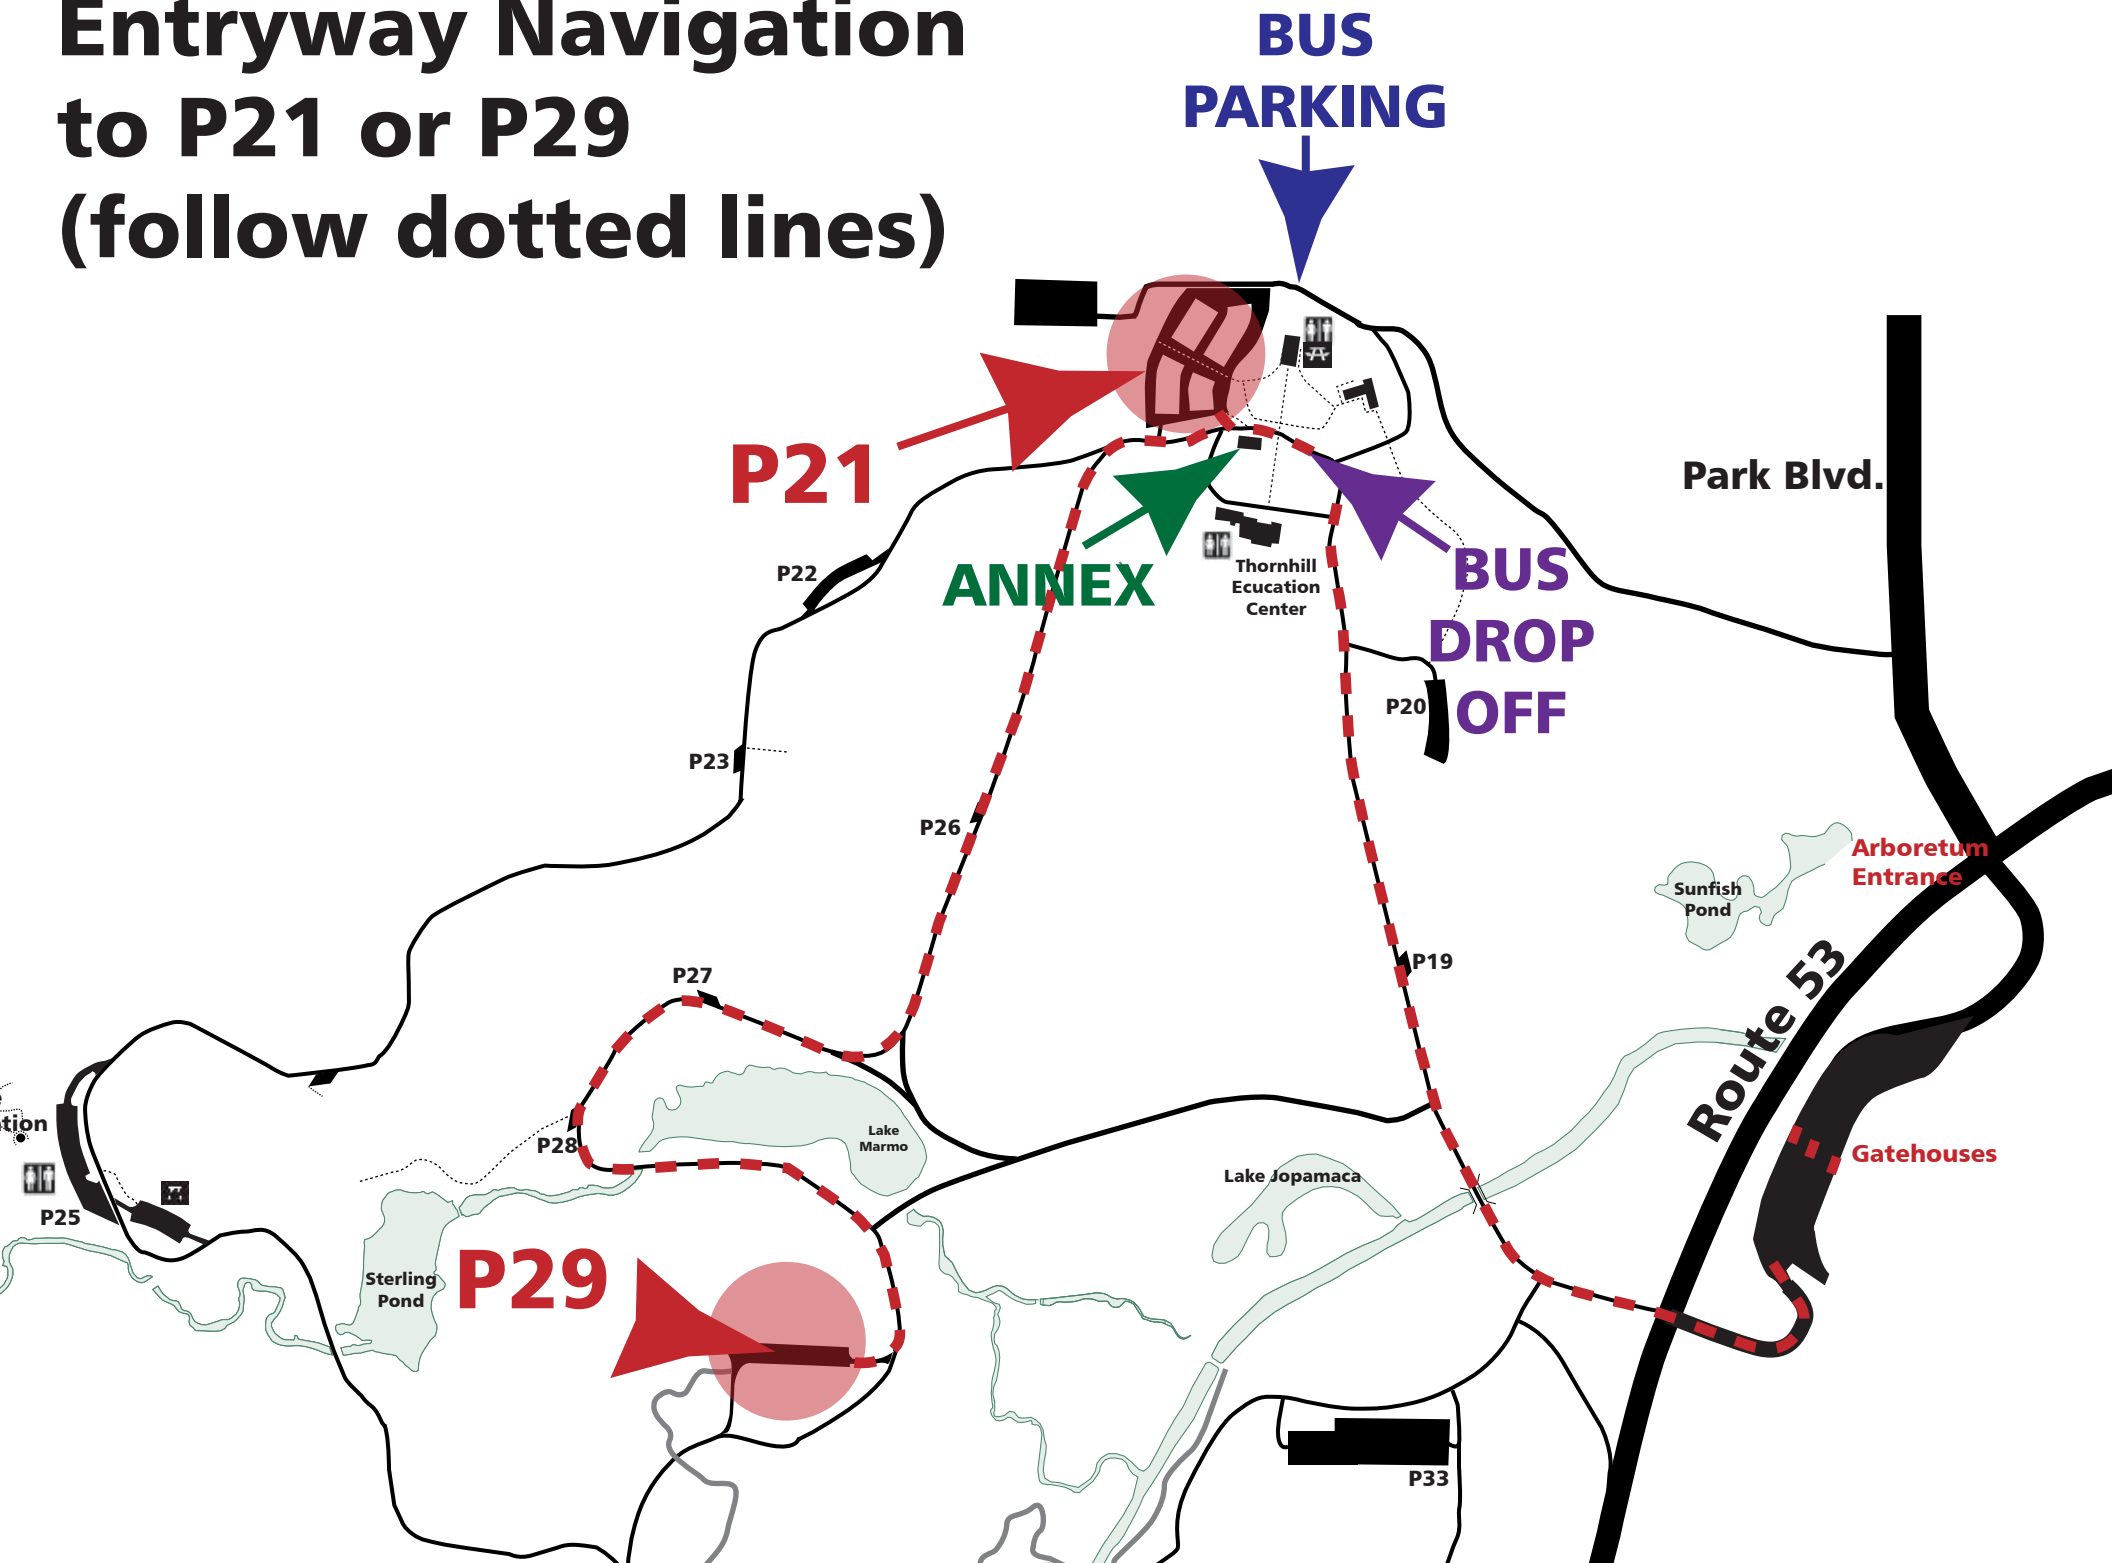 Entryway Navigation
to P21 or P29
(follow dotted lines)
BUS
PARKING
P21
Park Blvd.
ANNEX
Thornhill
Ecucation
Center
BUS
DROP
OFF
P22
P20
P23
P26
Arboretum
Entrance
Sunfish
Pond
P19
P27
Route 53
tion
P28
Lake
Marmo
Gatehouses
Lake Jopamaca
P25
P29
Sterling
Pond
P33